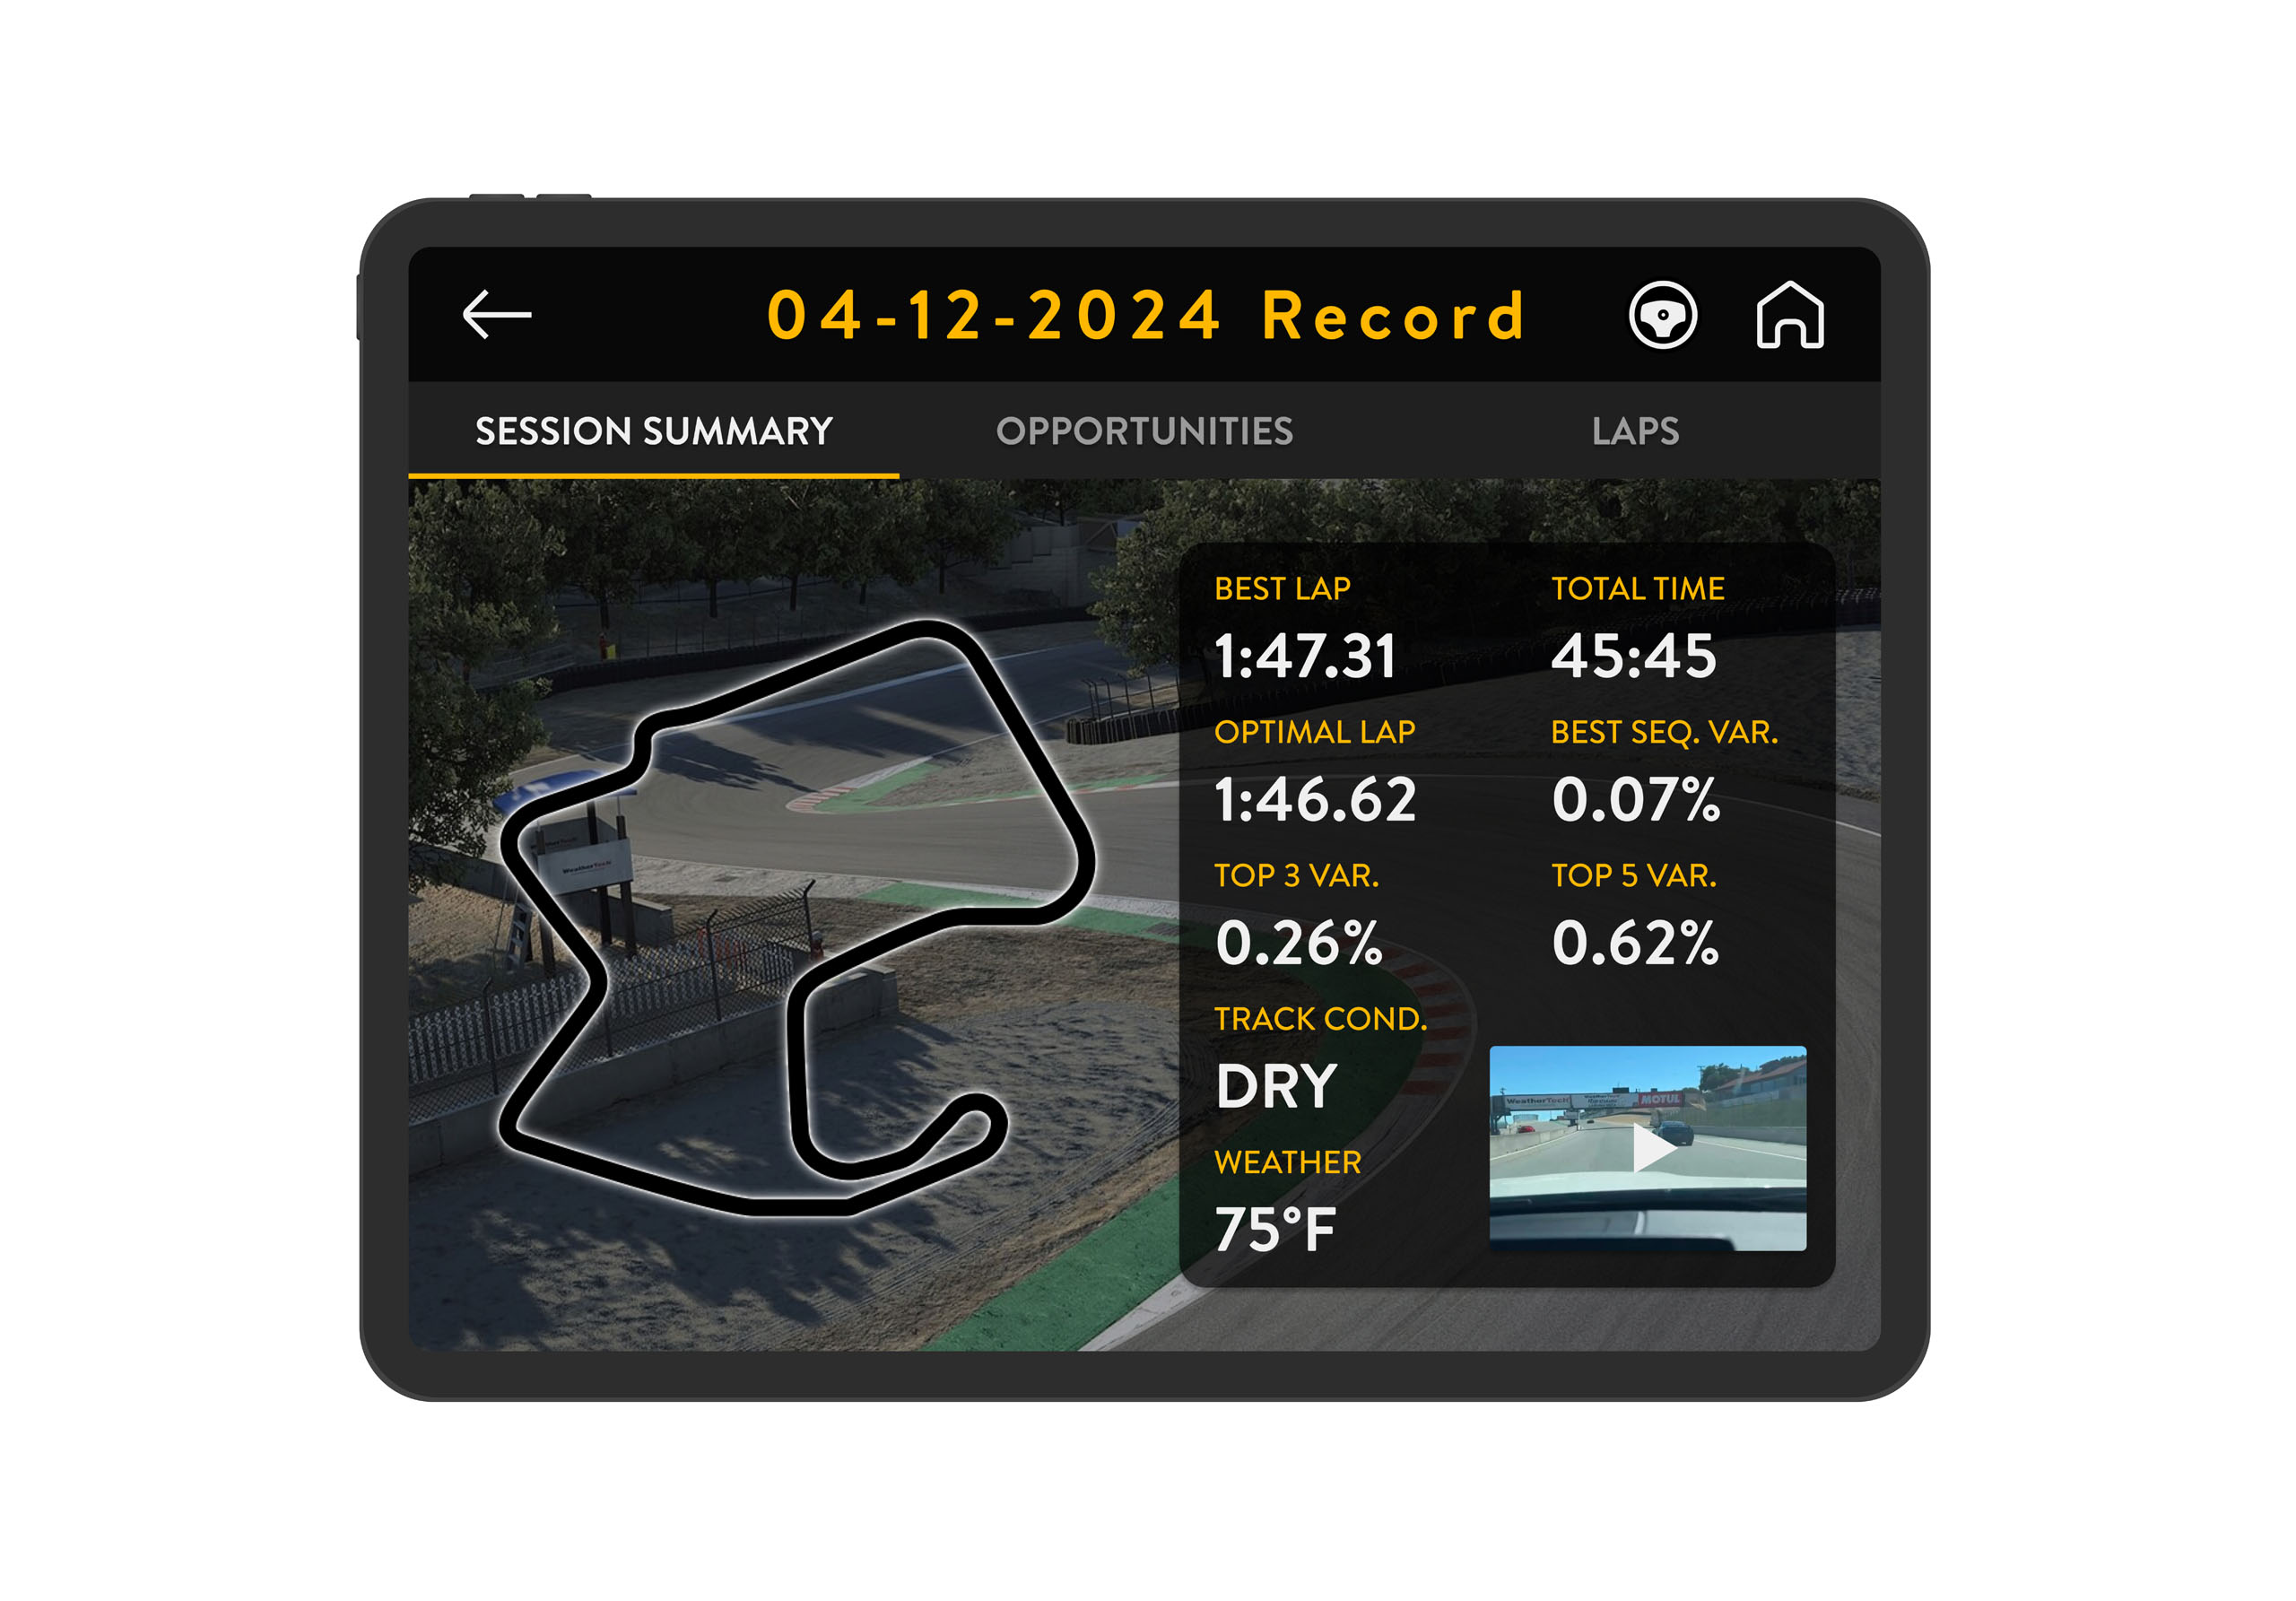 04-12-2024 Record
SESSION SUMMARY
OPPORTUNITIES
LAPS
BEST LAP
TOTAL TIME
1:47.31
45:45
OPTIMAL LAP
BEST SEQ. VAR.
1:46.62
0.07%
TOP 3 VAR.
TOP 5 VAR.
0.26%
0.62%
TRACK COND.
DRY
WEATHER
75°F
WeatherTech
WeatherTech
MOTUL